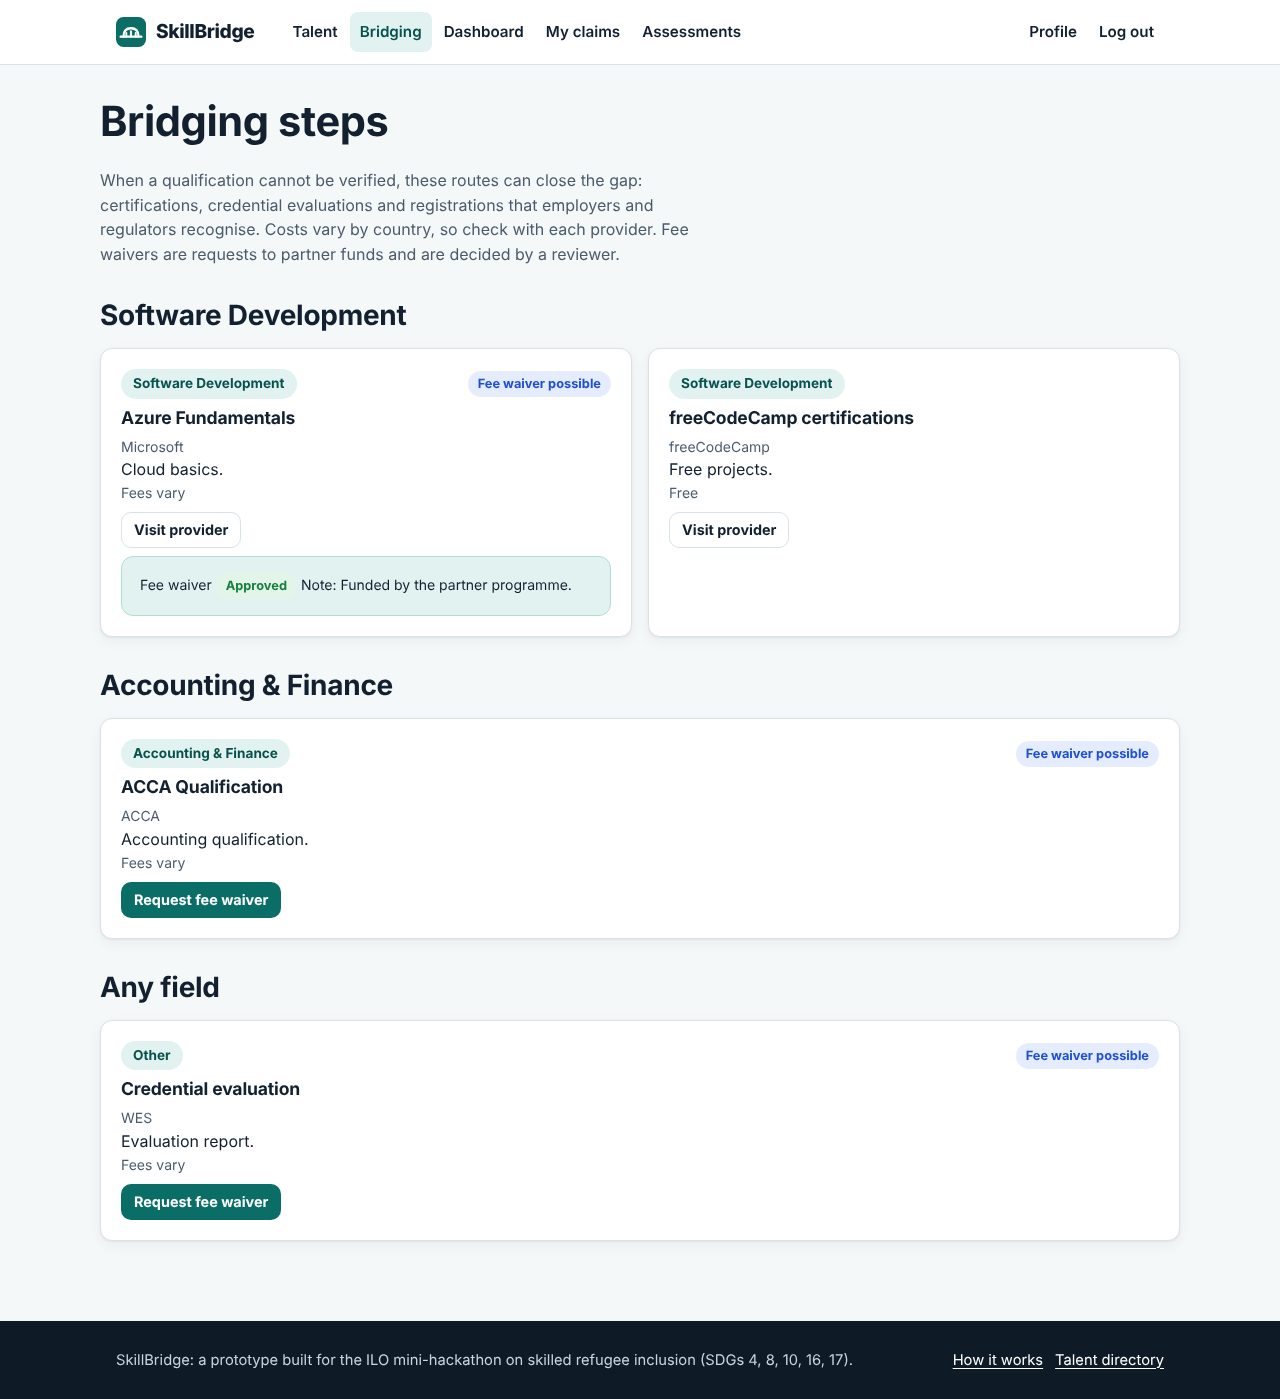 SkillBridge Talent Bridging Dashboard My claims Assessments Profile Log out
Bridging steps
When a qualification cannot be verified, these routes can close the gap:
certifications, credential evaluations and registrations that employers and
regulators recognise. Costs vary by country, so check with each provider. Fee
waivers are requests to partner funds and are decided by a reviewer.
Software Development
Software Development Fee waiver possible
Azure Fundamentals
Microsoft
Cloud basics.
Fees vary
Visit provider
Fee waiver Approved Note: Funded by the partner programme.
Software Development
freeCodeCamp certifications
freeCodeCamp
Free projects.
Free
Visit provider
Accounting & Finance
Accounting & Finance Fee waiver possible
ACCA Qualification
ACCA
Accounting qualification.
Fees vary
Request fee waiver
Any field
Other Fee waiver possible
Credential evaluation
WES
Evaluation report.
Fees vary
Request fee waiver
SkillBridge: a prototype built for the ILO mini-hackathon on skilled refugee inclusion (SDGs 4, 8, 10, 16, 17). How it works Talent directory